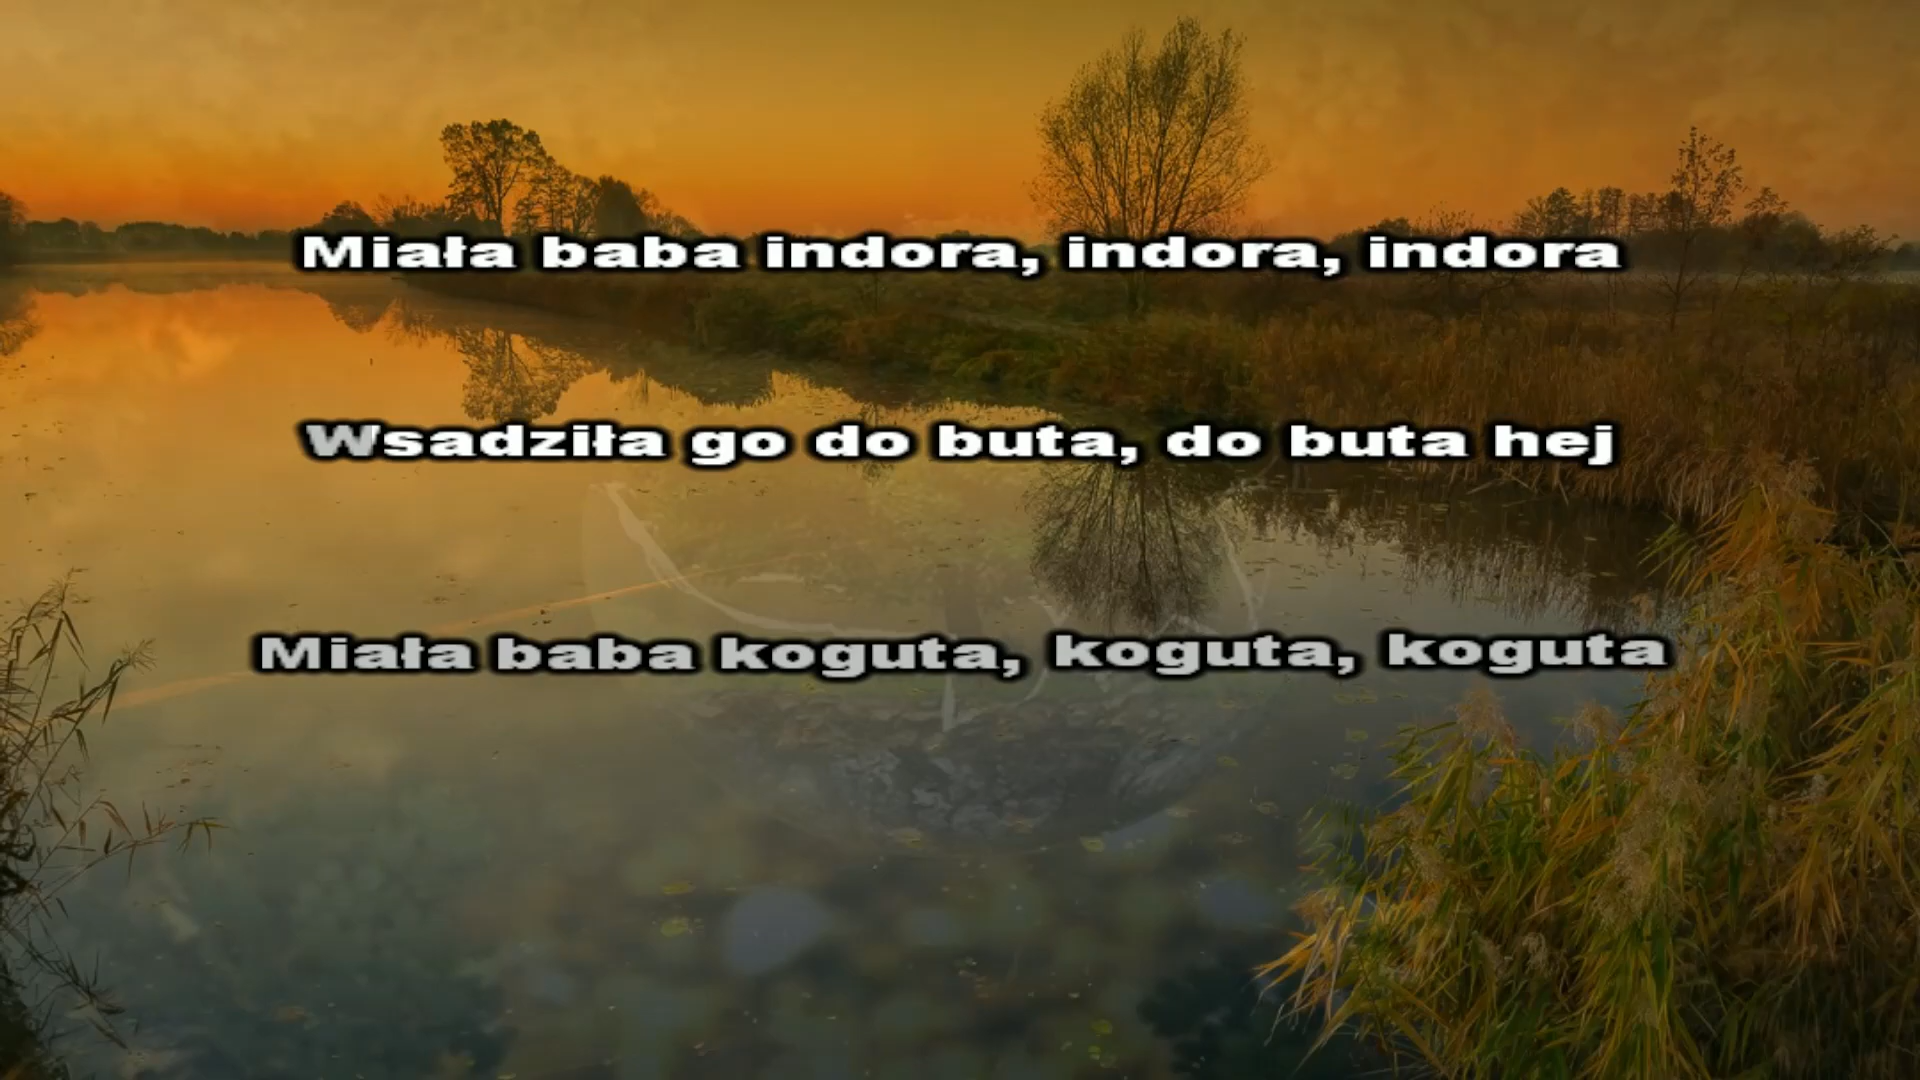 Miała baba indora, indora, indora
Wsadziła go do buta, do buta hej
Miała baba koguta, koguta, koguta